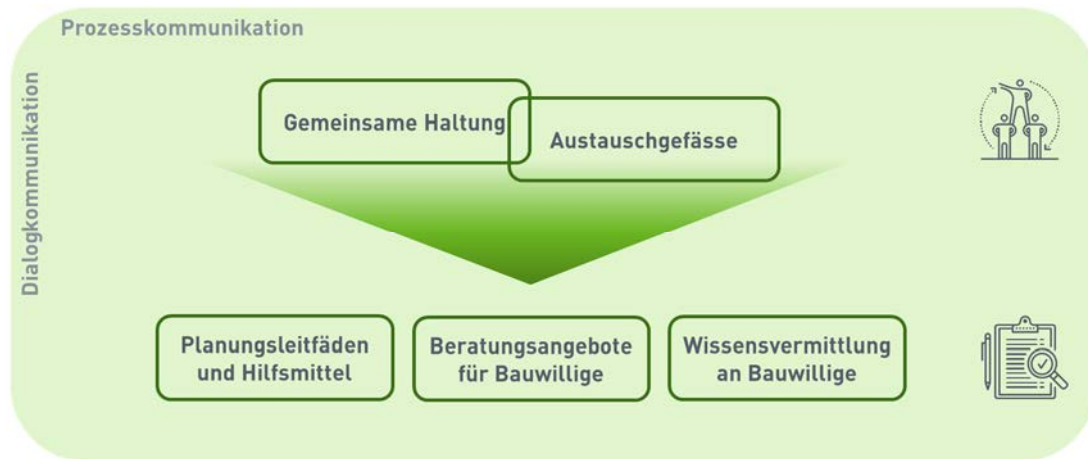 Prozesskommunikation
Dialogkommunikation
Gemeinsame Haltung
Austauschgefässe
Planungsleitfäden
und Hilfsmittel
Beratungsangebote
für Bauwillige
Wissensvermittlung
an Bauwillige